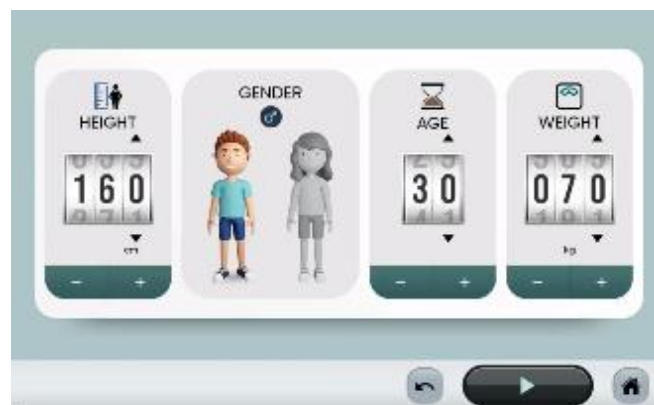 HEIGHT
160
cm
- +
GENDER
AGE
30
- +
WEIGHT
070
kg
- +